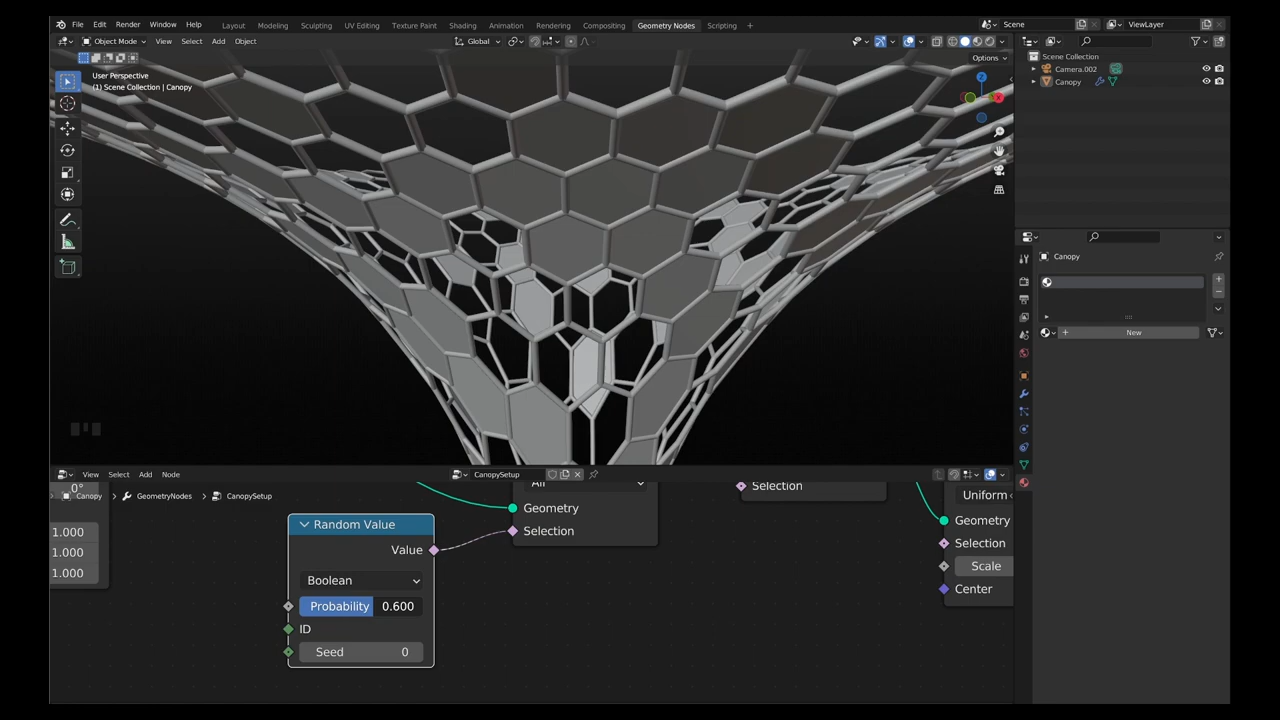 File Edit Render Window Help Layout Modeling Sculpting UV Editing Texture Paint Shading Animation Rendering Compositing Geometry Nodes Scripting + Scene ViewLayer
Object Mode View Select Add Object Global
Options
User Perspective
(1) Scene Collection | Canopy
Z
Scene Collection
Camera.002
Canopy
Canopy
+
−
+ New
View Select Add Node CanopySetup
0°
Canopy > GeometryNodes > CanopySetup
All
Selection
Uniform
Geometry
Geometry
Random Value
Selection
1.000
Value
Selection
1.000
Scale
1.000
Boolean
Center
Probability 0.600
ID
Seed 0